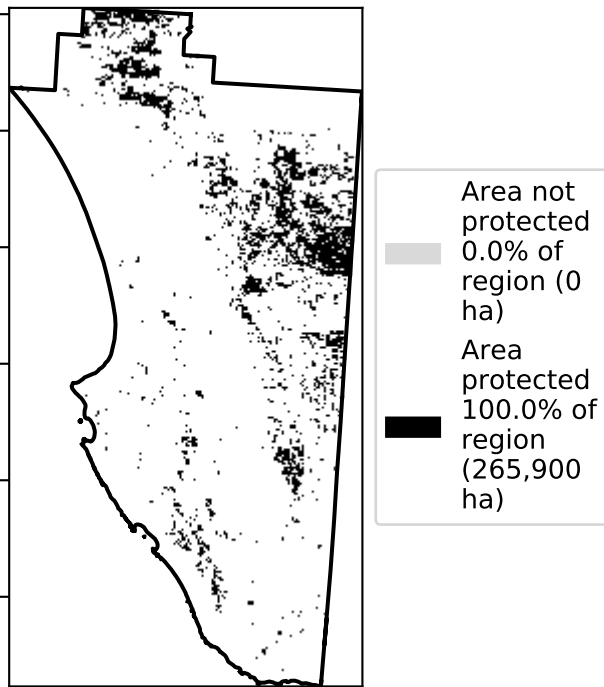 Area not
protected
0.0% of
region (0
ha)
Area
protected
100.0% of
region
(265,900
ha)